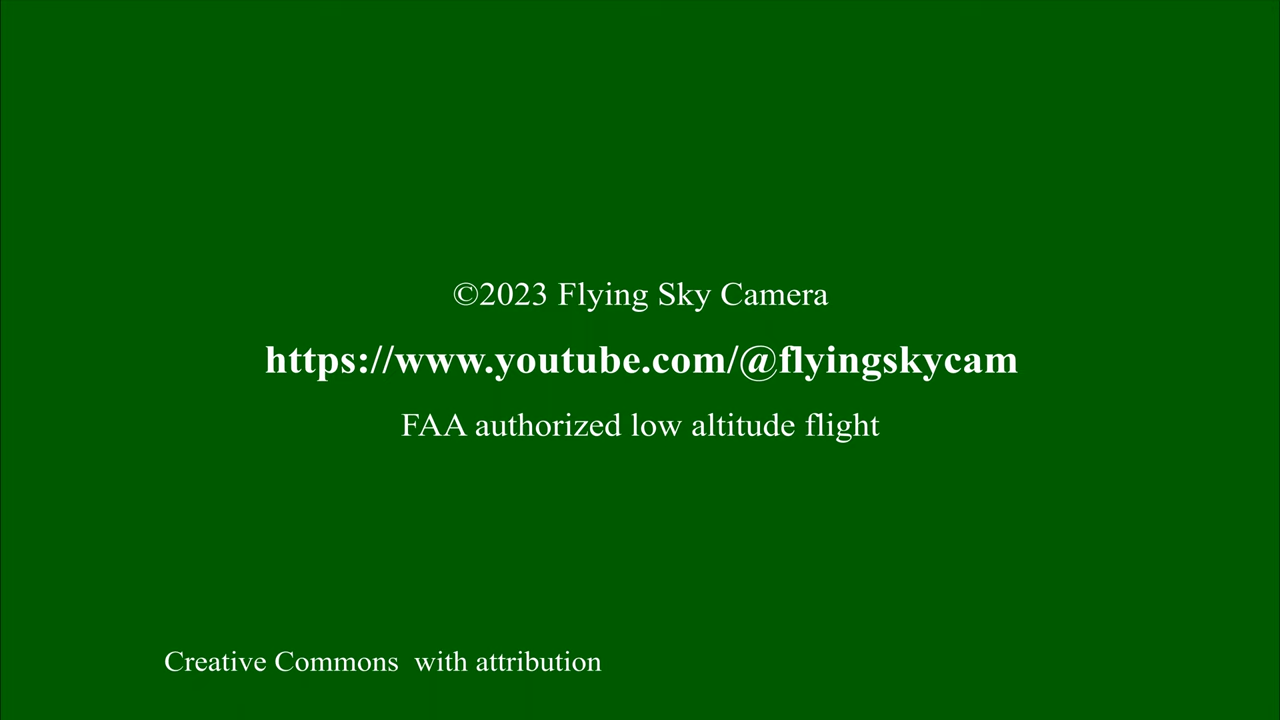 ©2023 Flying Sky Camera
https://www.youtube.com/@flyingskycam
FAA authorized low altitude flight
Creative Commons  with attribution